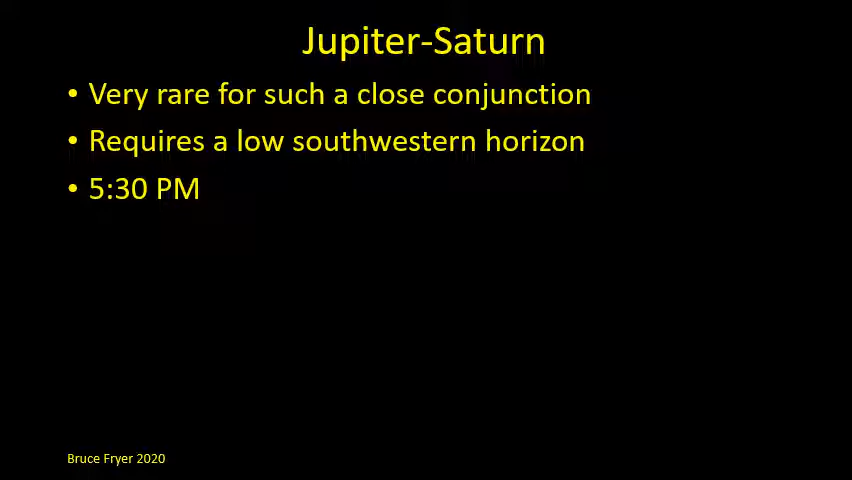 Jupiter-Saturn
• Very rare for such a close conjunction
• Requires a low southwestern horizon
• 5:30 PM
Bruce Fryer 2020